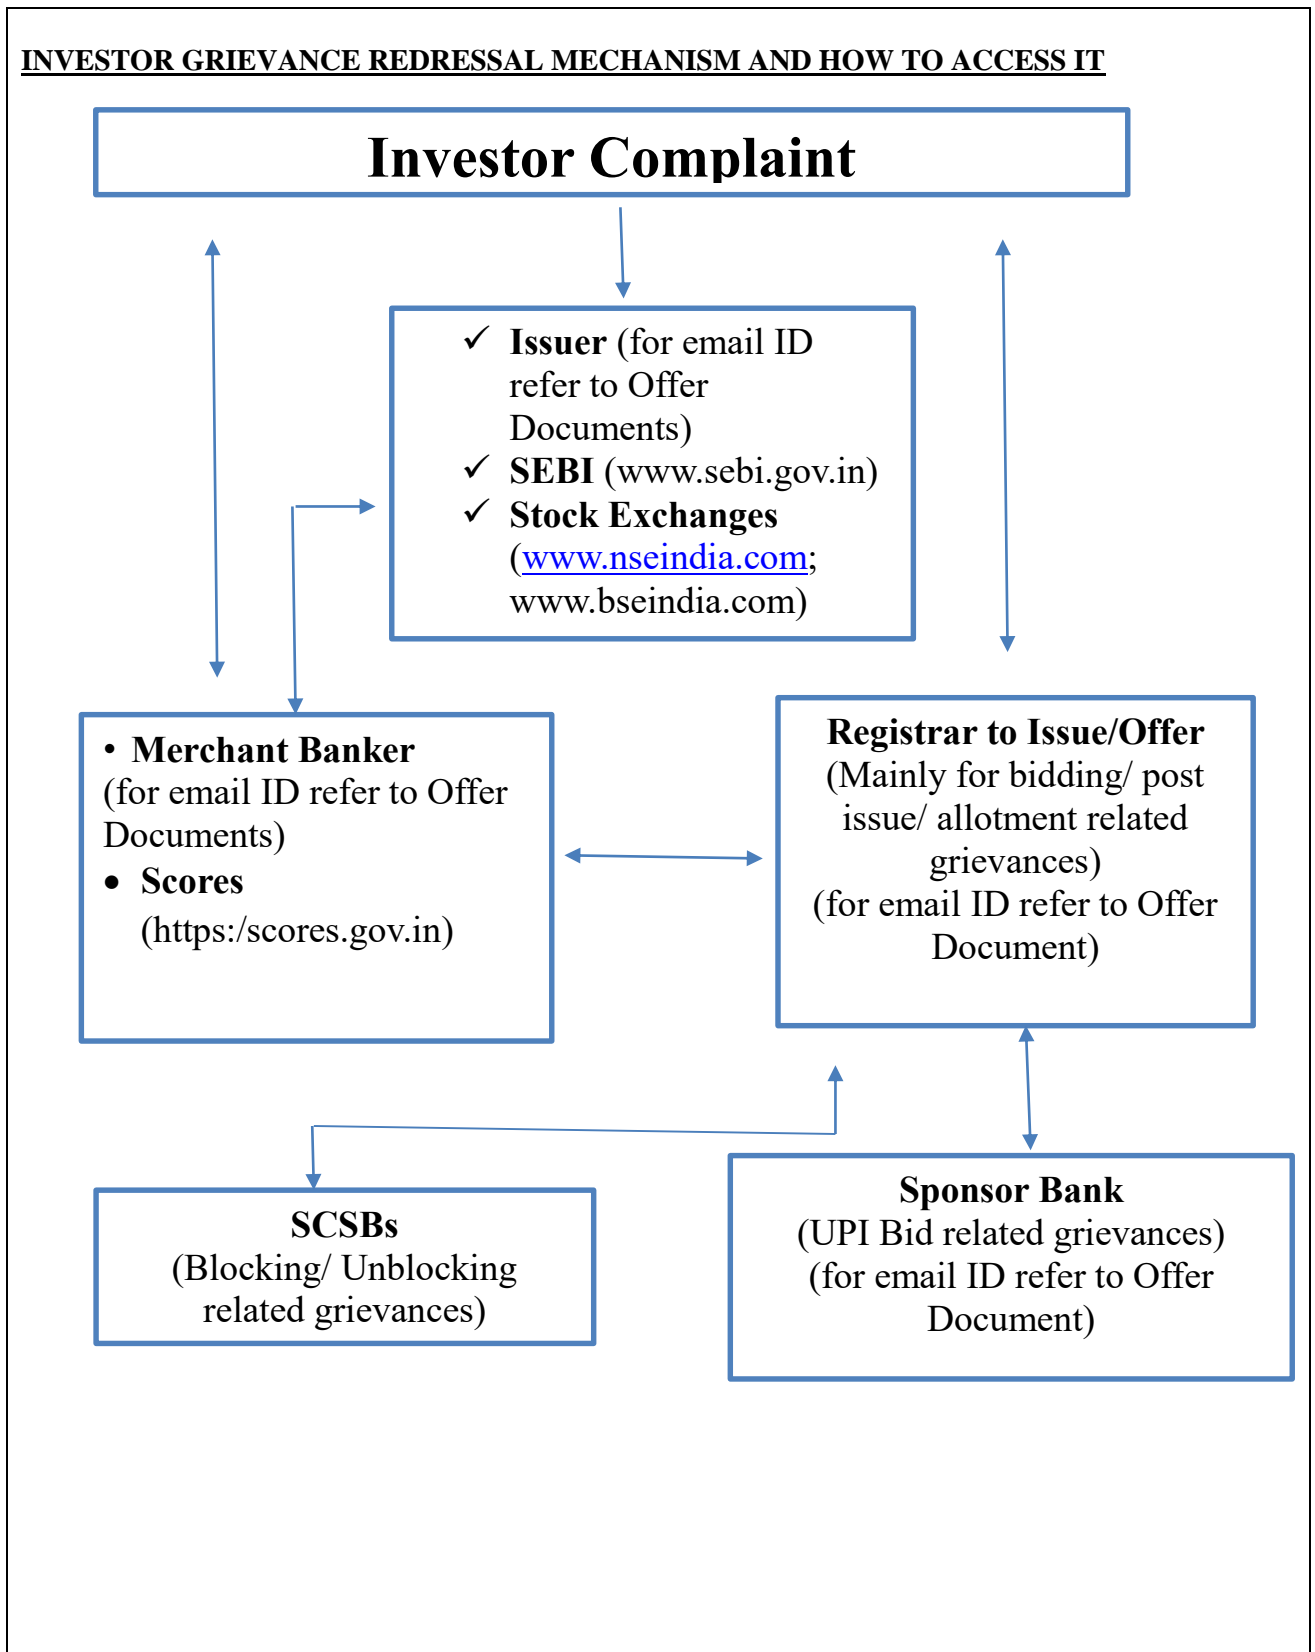 INVESTOR GRIEVANCE REDRESSAL MECHANISM AND HOW TO ACCESS IT
Investor Complaint
✓ Issuer (for email ID
refer to Offer
Documents)
✓ SEBI (www.sebi.gov.in)
✓ Stock Exchanges
(www.nseindia.com;
www.bseindia.com)
• Merchant Banker
(for email ID refer to Offer
Documents)
• Scores
(https:/scores.gov.in)
Registrar to Issue/Offer
(Mainly for bidding/ post
issue/ allotment related
grievances)
(for email ID refer to Offer
Document)
SCSBs
(Blocking/ Unblocking
related grievances)
Sponsor Bank
(UPI Bid related grievances)
(for email ID refer to Offer
Document)